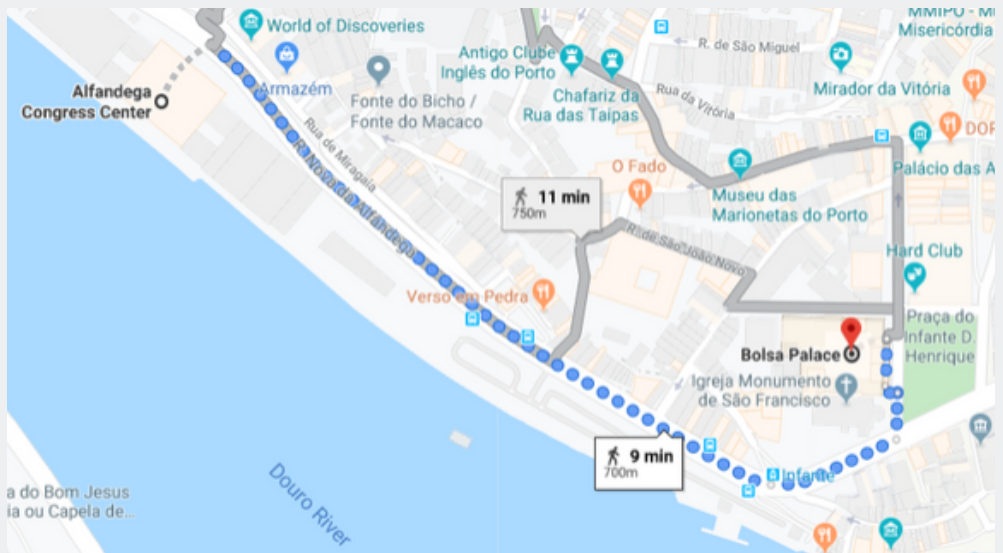 World of Discoveries
Armazém
Alfandega
Congress Center
Fonte do Bicho /
Fonte do Macaco
Rua de Miragaia
R. Nova da Alfandega
Antigo Clube
Inglês do Porto
Chafariz da
Rua das Taipas
R. de São Miguel
Rua da Vitória
MMIPO - MI
Misericórdia
Mirador da Vitória
DOP
Palácio das A
O Fado
Museu das
Marionetas do Porto
11 min
750m
R. de São João Novo
Hard Club
Verso em Pedra
Praça do
Infante D.
Henrique
Bolsa Palace
Igreja Monumento
de São Francisco
9 min
700m
Infante
Douro River
a do Bom Jesus
ia ou Capela de...